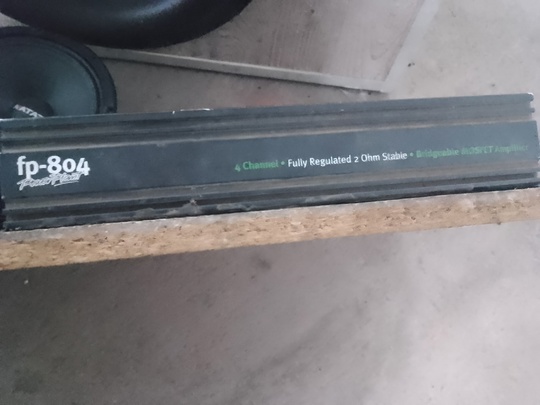 fp-804
4 Channel • Fully Regulated 2 Ohm Stable • Bridgeable MOSFET Amplifier